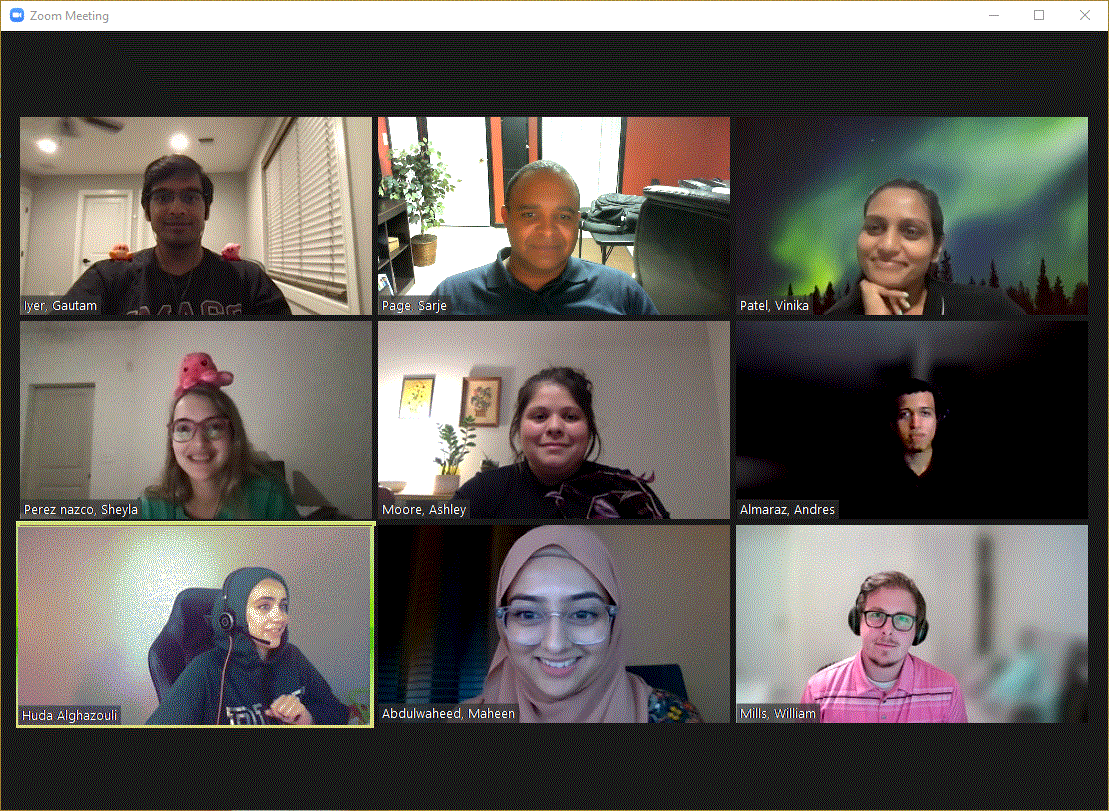 Zoom Meeting
Iyer, Gautam
Page, Sarje
Patel, Vinika
Perez nazco, Sheyla
Moore, Ashley
Almaraz, Andres
Huda Alghazouli
Abdulwaheed, Maheen
Mills, William